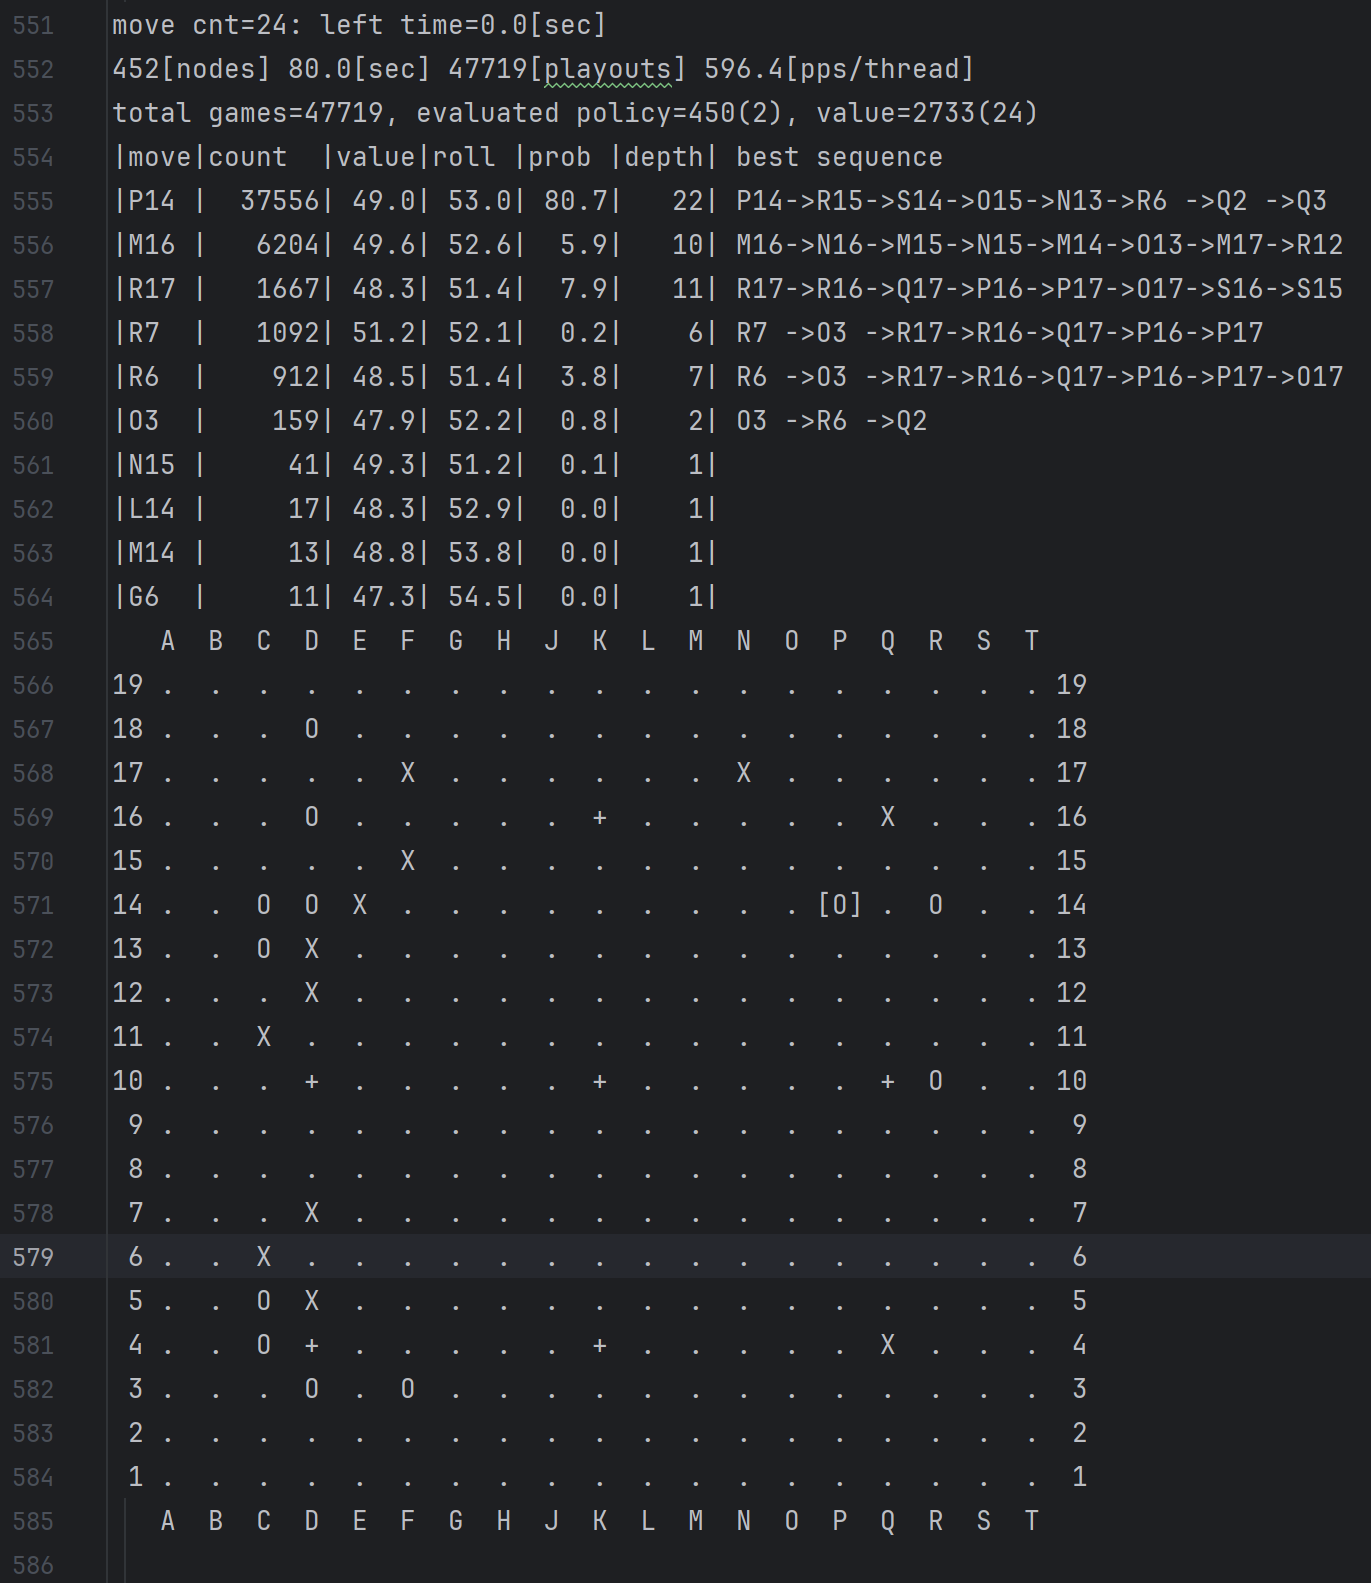 551 move cnt=24: left time=0.0[sec]
552 452[nodes] 80.0[sec] 47719[playouts] 596.4[pps/thread]
553 total games=47719, evaluated policy=450(2), value=2733(24)
554 |move|count  |value|roll |prob |depth| best sequence
555 |P14 |  37556| 49.0| 53.0| 80.7|   22| P14->R15->S14->O15->N13->R6 ->Q2 ->Q3
556 |M16 |   6204| 49.6| 52.6|  5.9|   10| M16->N16->M15->N15->M14->O13->M17->R12
557 |R17 |   1667| 48.3| 51.4|  7.9|   11| R17->R16->Q17->P16->P17->O17->S16->S15
558 |R7  |   1092| 51.2| 52.1|  0.2|    6| R7 ->O3 ->R17->R16->Q17->P16->P17
559 |R6  |    912| 48.5| 51.4|  3.8|    7| R6 ->O3 ->R17->R16->Q17->P16->P17->O17
560 |O3  |    159| 47.9| 52.2|  0.8|    2| O3 ->R6 ->Q2
561 |N15 |     41| 49.3| 51.2|  0.1|    1|
562 |L14 |     17| 48.3| 52.9|  0.0|    1|
563 |M14 |     13| 48.8| 53.8|  0.0|    1|
564 |G6  |     11| 47.3| 54.5|  0.0|    1|
565    A  B  C  D  E  F  G  H  J  K  L  M  N  O  P  Q  R  S  T
566 19 .  .  .  .  .  .  .  .  .  .  .  .  .  .  .  .  .  .  . 19
567 18 .  .  .  O  .  .  .  .  .  .  .  .  .  .  .  .  .  .  . 18
568 17 .  .  .  .  .  X  .  .  .  .  .  .  X  .  .  .  .  .  . 17
569 16 .  .  .  O  .  .  .  .  .  +  .  .  .  .  .  X  .  .  . 16
570 15 .  .  .  .  .  X  .  .  .  .  .  .  .  .  .  .  .  .  . 15
571 14 .  .  O  O  X  .  .  .  .  .  .  .  .  . [O] .  O  .  . 14
572 13 .  .  O  X  .  .  .  .  .  .  .  .  .  .  .  .  .  .  . 13
573 12 .  .  .  X  .  .  .  .  .  .  .  .  .  .  .  .  .  .  . 12
574 11 .  .  X  .  .  .  .  .  .  .  .  .  .  .  .  .  .  .  . 11
575 10 .  .  .  +  .  .  .  .  .  +  .  .  .  .  .  +  O  .  . 10
576  9 .  .  .  .  .  .  .  .  .  .  .  .  .  .  .  .  .  .  .  9
577  8 .  .  .  .  .  .  .  .  .  .  .  .  .  .  .  .  .  .  .  8
578  7 .  .  .  X  .  .  .  .  .  .  .  .  .  .  .  .  .  .  .  7
579  6 .  .  X  .  .  .  .  .  .  .  .  .  .  .  .  .  .  .  .  6
580  5 .  .  O  X  .  .  .  .  .  .  .  .  .  .  .  .  .  .  .  5
581  4 .  .  O  +  .  .  .  .  .  +  .  .  .  .  .  X  .  .  .  4
582  3 .  .  .  O  .  O  .  .  .  .  .  .  .  .  .  .  .  .  .  3
583  2 .  .  .  .  .  .  .  .  .  .  .  .  .  .  .  .  .  .  .  2
584  1 .  .  .  .  .  .  .  .  .  .  .  .  .  .  .  .  .  .  .  1
585    A  B  C  D  E  F  G  H  J  K  L  M  N  O  P  Q  R  S  T
586